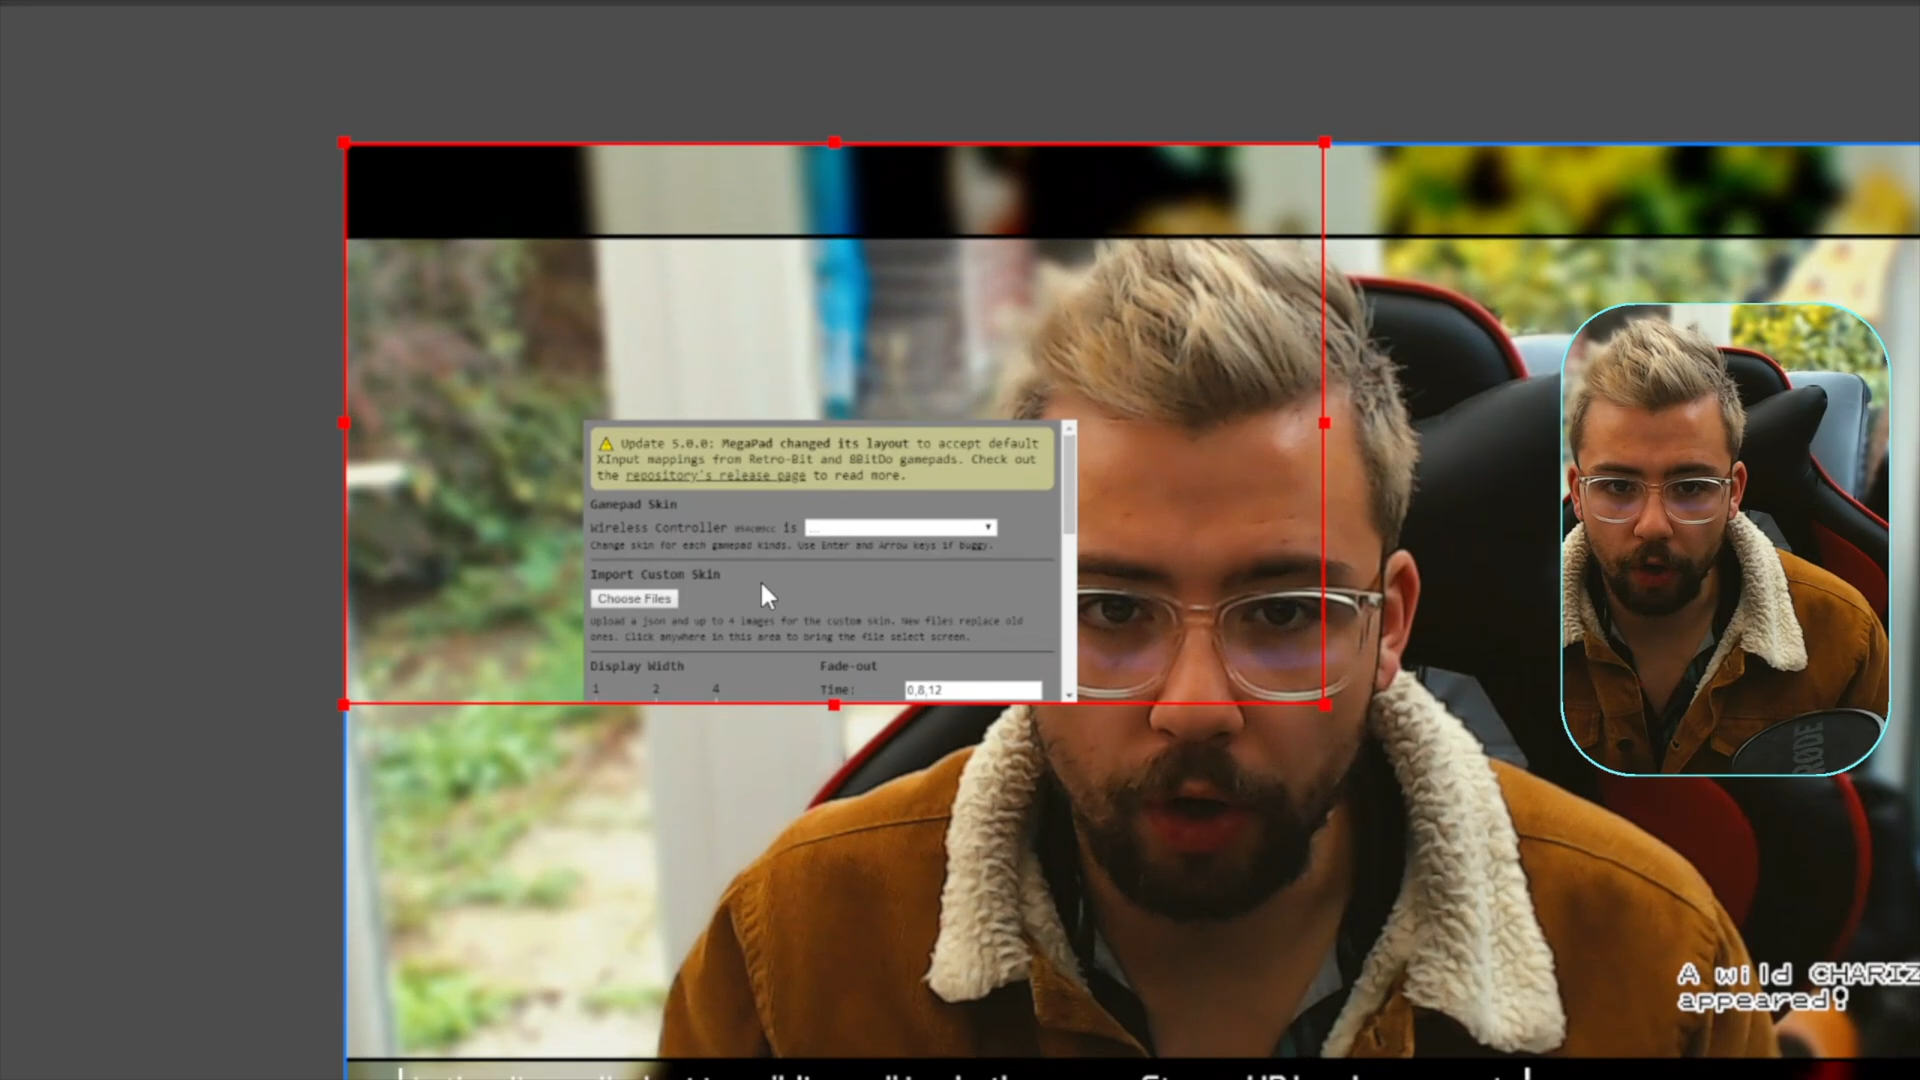 Update 5.0.0: MegaPad changed its layout to accept default
XInput mappings from Retro-Bit and 8BitDo gamepads. Check out
the repository's release page to read more.
Gamepad Skin
Wireless Controller is ...
Change skin for each gamepad kinds. Use Enter and Arrow keys if buggy.
Import Custom Skin
Choose Files
Upload a json and up to 4 images for the custom skin. New files replace old
ones. Click anywhere in this area to bring the file select screen.
Display Width Fade-out
1 2 4 Time: 0,8,12
RØDE
A wild CHARIZ
appeared!